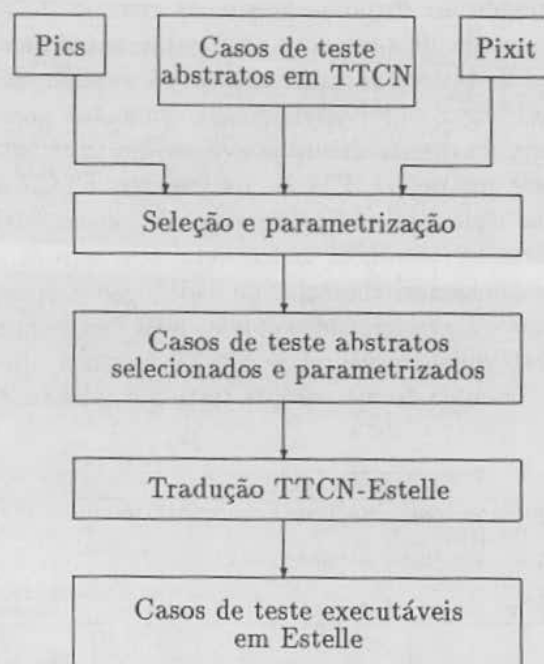 Pics
Casos de teste
abstratos em TTCN
Pixit
Seleção e parametrização
Casos de teste abstratos
selecionados e parametrizados
Tradução TTCN-Estelle
Casos de teste executáveis
em Estelle